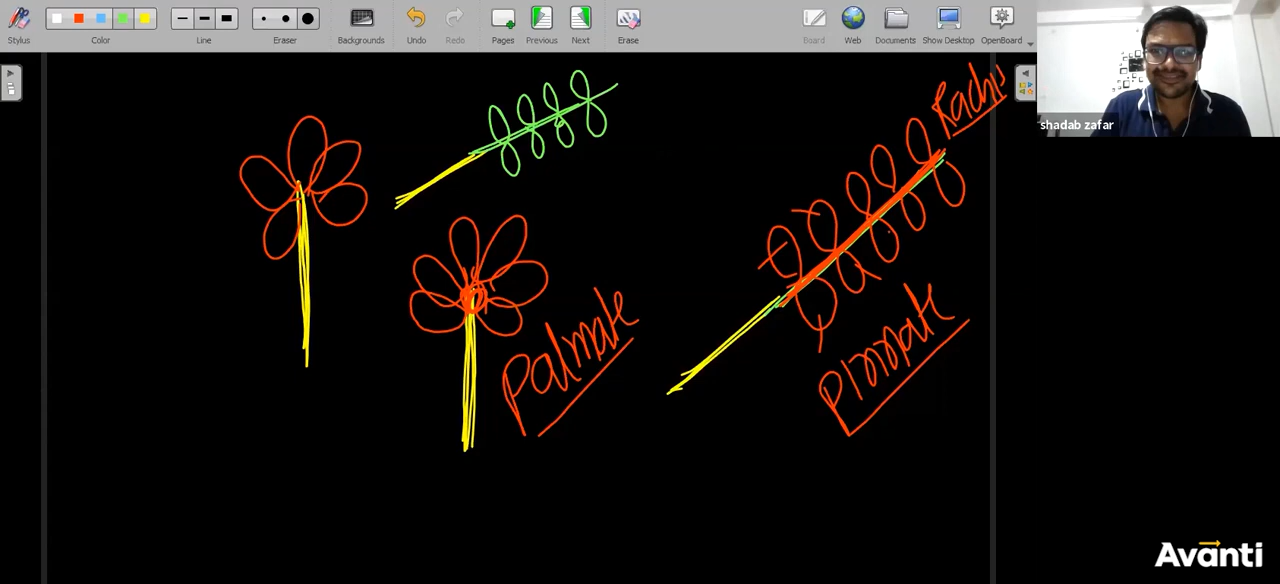 Stylus
Color
Line
Eraser
Backgrounds
Undo
Redo
Pages
Previous
Next
Erase
Board
Web
Documents
Show Desktop
OpenBoard
shadab zafar
Rachis
Palmate
Pinnate
Avanti